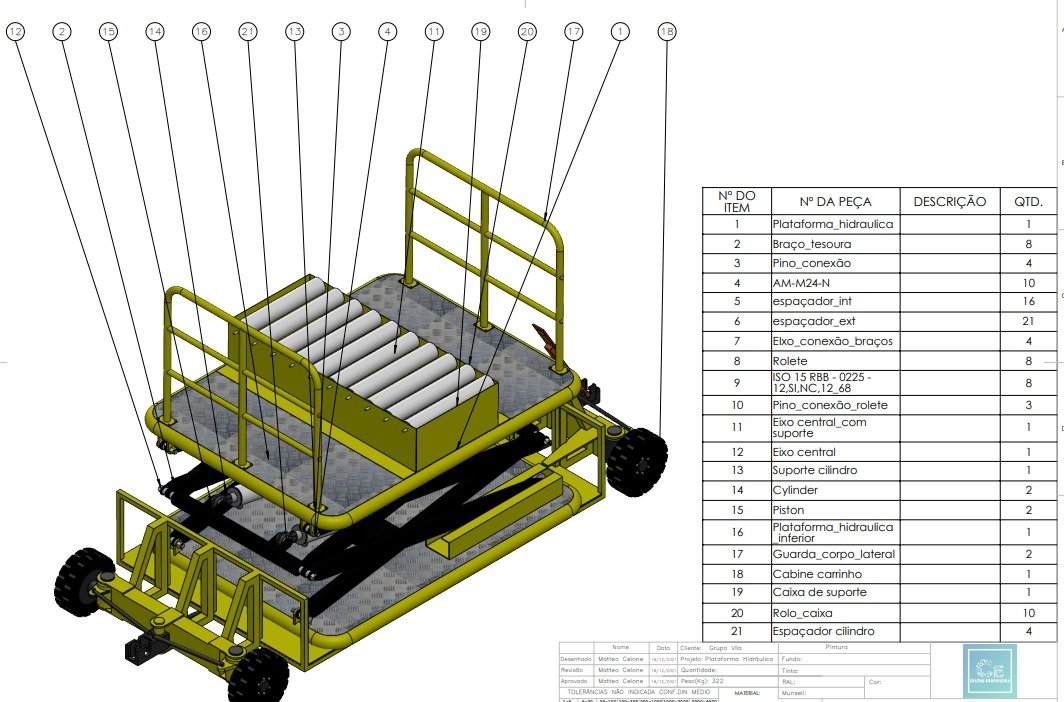 12 2 15 14 16 21 13 3 4 11 19 20 17 1 18
Nº DO ITEM Nº DA PEÇA DESCRIÇÃO QTD.
1 Plataforma_hidraulica 1
2 Braço_tesoura 8
3 Pino_conexão 4
4 AM-M24-N 10
5 espaçador_int 16
6 espaçador_ext 21
7 EIxo_conexão_braços 4
8 Rolete 8
9 ISO 15 RBB - 0225 - 12,SI,NC,12_68 8
10 Pino_conexão_rolete 3
11 Eixo central_com suporte 1
12 Eixo central 1
13 Suporte cilindro 1
14 Cylinder 2
15 Piston 2
16 Plataforma_hidraulica _inferior 1
17 Guarda_corpo_lateral 2
18 Cabine carrinho 1
19 Caixa de suporte 1
20 Rolo_caixa 10
21 Espaçador cilindro 4
Nome Data Cliente: Grupo Vila Pintura
Desenhado Matteo Celone 18/12/2021 Projeto: Plataforma Hidráulica Fundo:
Revisão Matteo Celone 18/12/2021 Quantidade: Tinta:
Aprovado Matteo Celone 18/12/2021 Peso(Kg): 322 RAL: Cor:
TOLERÂNCIAS NÃO INDICADA CONF.DIN MÉDIO MATERIAL: Munsell:
CELONE ENGENHARIA